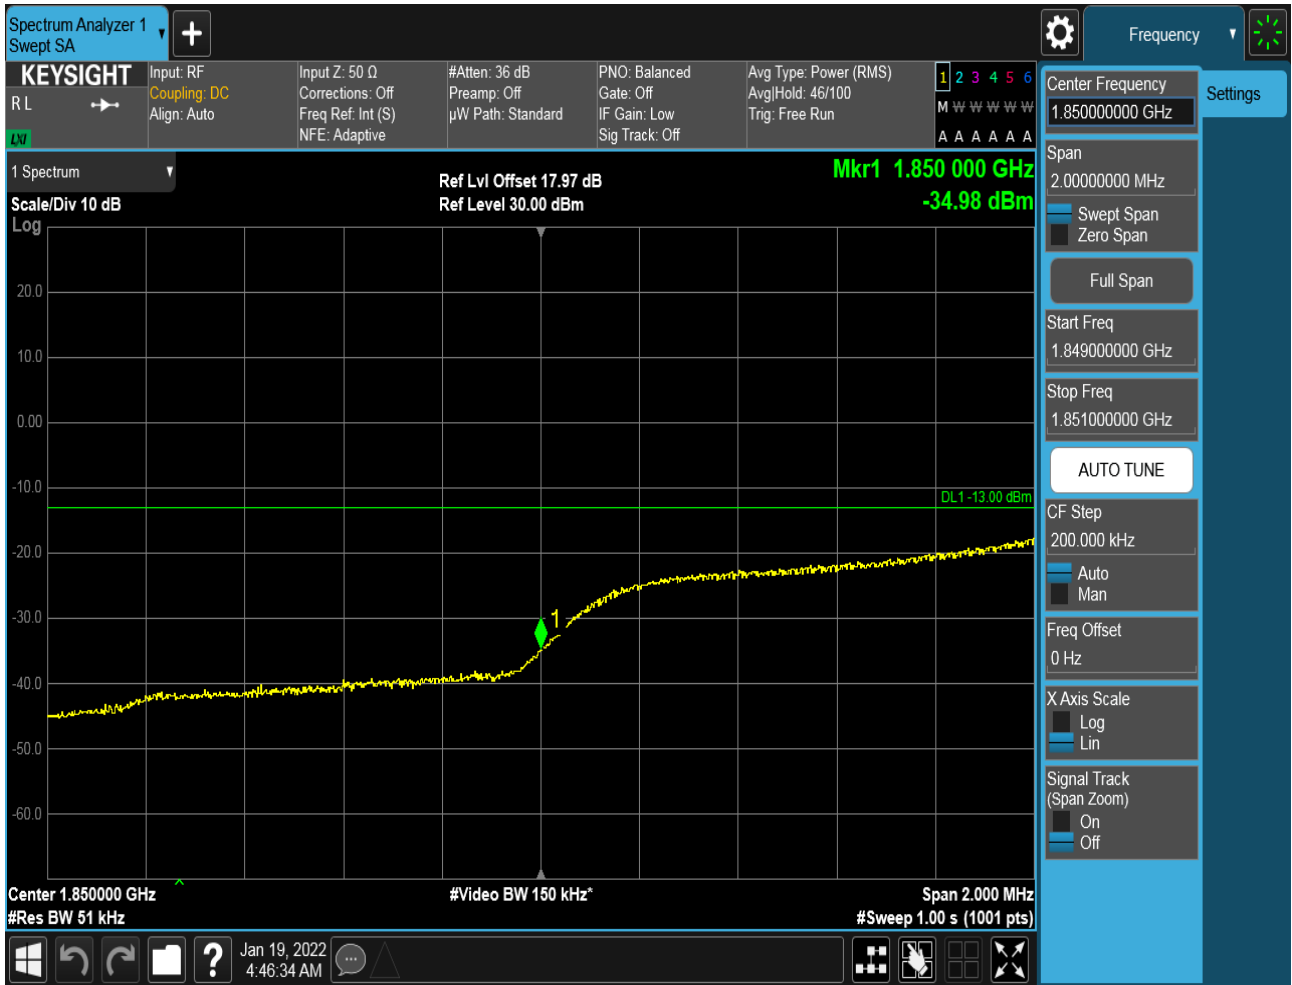 Spectrum Analyzer 1
Swept SA
Frequency
KEYSIGHT
R L
LXI
Input: RF
Coupling: DC
Align: Auto
Input Z: 50 Ω
Corrections: Off
Freq Ref: Int (S)
NFE: Adaptive
#Atten: 36 dB
Preamp: Off
µW Path: Standard
PNO: Balanced
Gate: Off
IF Gain: Low
Sig Track: Off
Avg Type: Power (RMS)
Avg|Hold: 46/100
Trig: Free Run
1 2 3 4 5 6
M W W W W W
A A A A A A
1 Spectrum
Scale/Div 10 dB
Log
Ref Lvl Offset 17.97 dB
Ref Level 30.00 dBm
Mkr1 1.850 000 GHz
-34.98 dBm
20.0
10.0
0.00
-10.0
-20.0
-30.0
-40.0
-50.0
-60.0
DL1 -13.00 dBm
1
Center 1.850000 GHz
#Res BW 51 kHz
#Video BW 150 kHz*
Span 2.000 MHz
#Sweep 1.00 s (1001 pts)
Jan 19, 2022
4:46:34 AM
Center Frequency
1.850000000 GHz
Settings
Span
2.00000000 MHz
Swept Span
Zero Span
Full Span
Start Freq
1.849000000 GHz
Stop Freq
1.851000000 GHz
AUTO TUNE
CF Step
200.000 kHz
Auto
Man
Freq Offset
0 Hz
X Axis Scale
Log
Lin
Signal Track
(Span Zoom)
On
Off